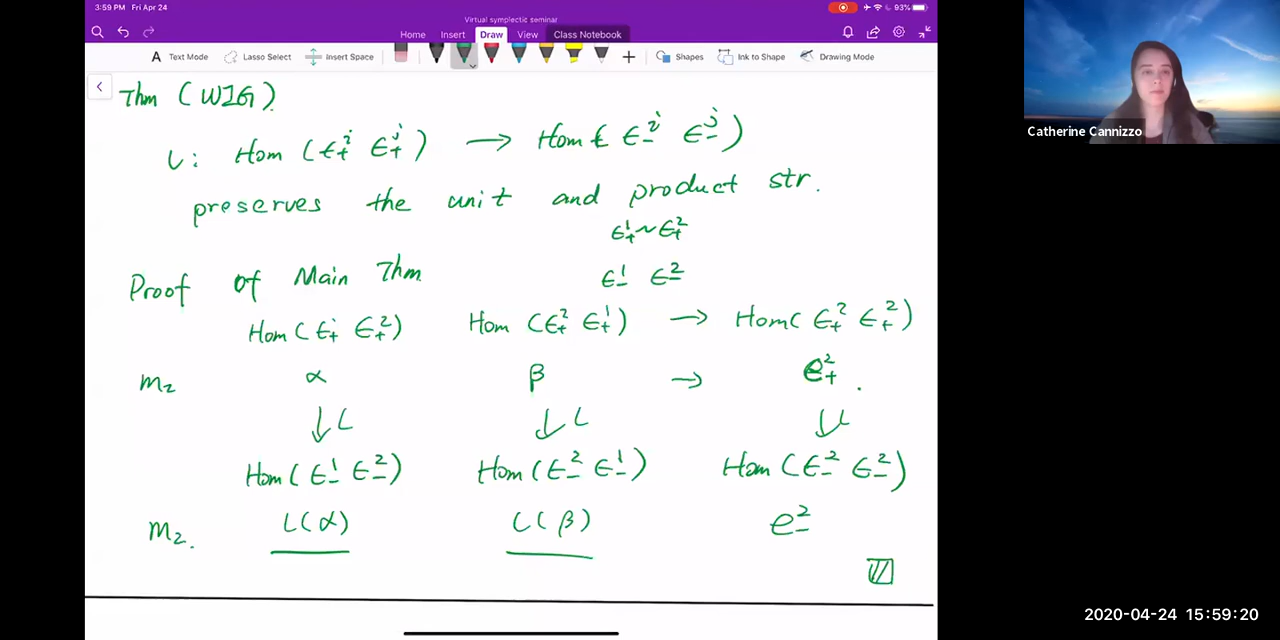 3:59 PM Fri Apr 24
93%
Virtual symplectic seminar
Home Insert Draw View Class Notebook
Text Mode Lasso Select Insert Space Shapes Ink to Shape Drawing Mode
Catherine Cannizzo
Thm (WIG)
L: Hom (ϵ₊ⁱ ϵ₊ʲ) → Hom( ϵ₋ⁱ ϵ₋ʲ)
preserves the unit and product str.
ϵ₊¹ ~ ϵ₊²
Proof of Main Thm
ϵ₋¹ ϵ₋²
Hom (ϵ₊¹ ϵ₊²) Hom (ϵ₊² ϵ₊¹) → Hom( ϵ₊² ϵ₊²)
m₂ α β → e₊² .
↓ L ↓ L ↓ L
Hom (ϵ₋¹ ϵ₋²) Hom (ϵ₋² ϵ₋¹) Hom (ϵ₋² ϵ₋²)
m₂. L(α) L(β) e₋²
2020-04-24 15:59:20